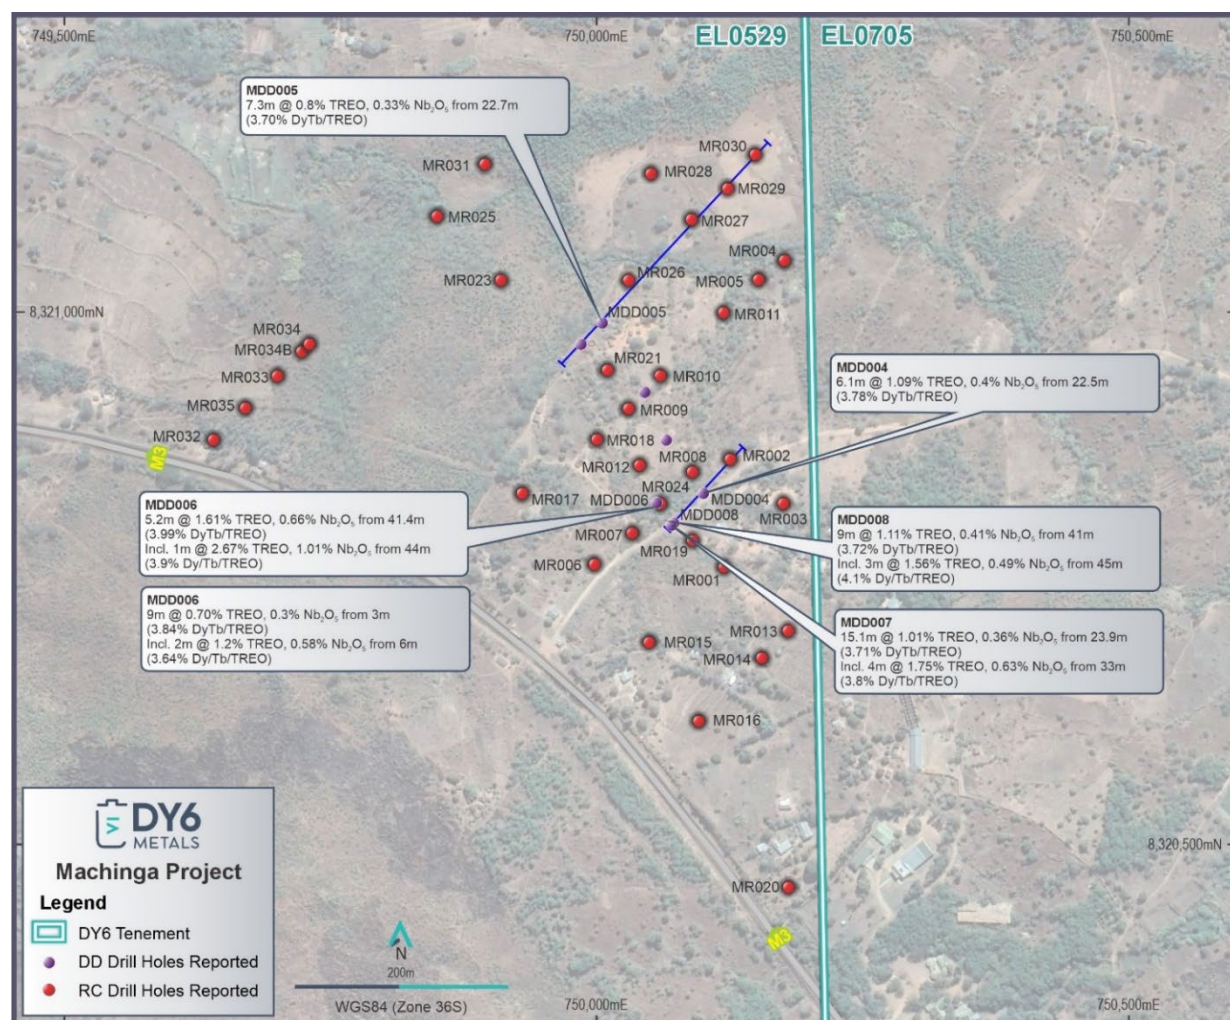 749,500mE
750,000mE
EL0529
EL0705
750,500mE
MDD005
7.3m @ 0.8% TREO, 0.33% Nb₂O₅ from 22.7m
(3.70% DyTb/TREO)
MR030
MR031
MR028
MR029
MR025
MR027
MR004
MR023
MR026
MR005
8,321,000mN
MDD005
MR011
MR034
MR034B
MR021
MR033
MR010
MDD004
6.1m @ 1.09% TREO, 0.4% Nb₂O₅ from 22.5m
(3.78% DyTb/TREO)
MR035
MR009
MR032
M3
MR018
MR008
MR002
MR012
MR024
MR017
MDD006
MDD004
MR003
MDD006
5.2m @ 1.61% TREO, 0.66% Nb₂O₅ from 41.4m
(3.99% DyTb/TREO)
Incl. 1m @ 2.67% TREO, 1.01% Nb₂O₅ from 44m
(3.9% Dy/Tb/TREO)
MDD008
MR007
MR019
MDD008
9m @ 1.11% TREO, 0.41% Nb₂O₅ from 41m
(3.72% DyTb/TREO)
Incl. 3m @ 1.56% TREO, 0.49% Nb₂O₅ from 45m
(4.1% Dy/Tb/TREO)
MR006
MR001
MDD006
9m @ 0.70% TREO, 0.3% Nb₂O₅ from 3m
(3.84% DyTb/TREO)
Incl. 2m @ 1.2% TREO, 0.58% Nb₂O₅ from 6m
(3.64% Dy/Tb/TREO)
MDD007
15.1m @ 1.01% TREO, 0.36% Nb₂O₅ from 23.9m
(3.71% DyTb/TREO)
Incl. 4m @ 1.75% TREO, 0.63% Nb₂O₅ from 33m
(3.8% Dy/Tb/TREO)
MR013
MR015
MR014
MR016
8,320,500mN
MR020
M3
DY6
METALS
Machinga Project
Legend
DY6 Tenement
DD Drill Holes Reported
RC Drill Holes Reported
N
200m
WGS84 (Zone 36S)
750,000mE
750,500mE